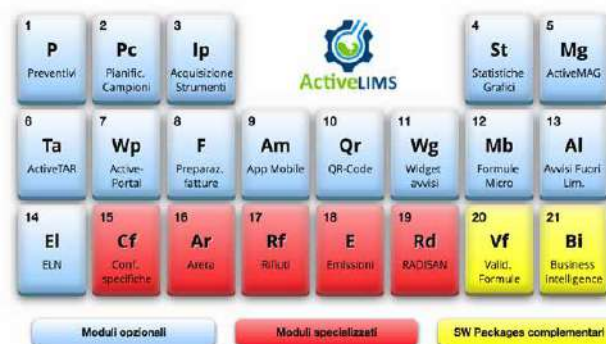 1
P
Preventivi
2
Pc
Planific.
Campioni
3
Ip
Acquisizione
Strumenti
ActiveLIMS
4
St
Statistiche
Grafici
5
Mg
ActiveMAG
6
Ta
ActiveTAR
7
Wp
Active-
Portal
8
F
Preparaz.
fatture
9
Am
App Mobile
10
Qr
QR-Code
11
Wg
Widget
avvisi
12
Mb
Formule
Micro
13
Al
Avvisi Fuori
Lim.
14
El
ELN
15
Cf
Conf.
specifiche
16
Ar
Arera
17
Rf
Rifiuti
18
E
Emissioni
19
Rd
RADISAN
20
Vf
Valid.
Formule
21
Bi
Business
intelligence
Moduli opzionali
Moduli specializzati
SW Packages complementari